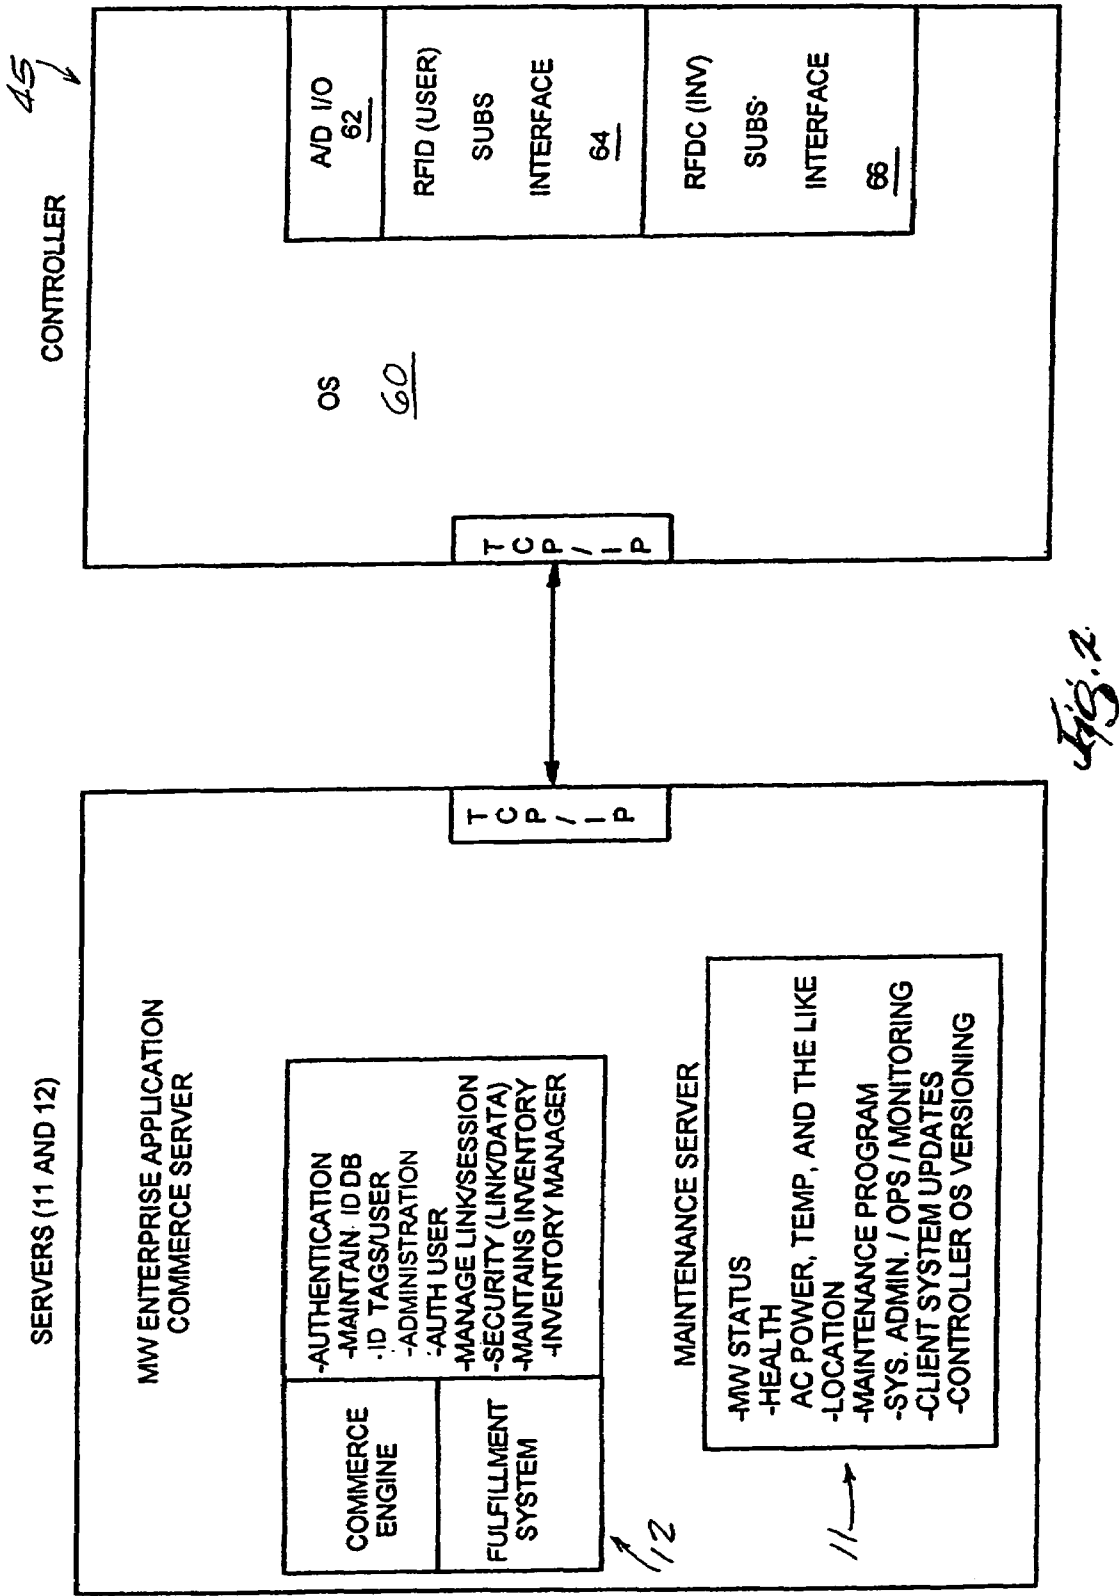 SERVERS (11 AND 12)
MW ENTERPRISE APPLICATION
COMMERCE SERVER
COMMERCE
ENGINE
FULFILLMENT
SYSTEM
-AUTHENTICATION
-MAINTAIN ID DB
-ID TAGS/USER
-ADMINISTRATION
-AUTH USER
-MANAGE LINK/SESSION
-SECURITY (LINK/DATA)
-MAINTAINS INVENTORY
-INVENTORY MANAGER
12
MAINTENANCE SERVER
-MW STATUS
-HEALTH
AC POWER, TEMP, AND THE LIKE
-LOCATION
-MAINTENANCE PROGRAM
-SYS. ADMIN. / OPS / MONITORING
-CLIENT SYSTEM UPDATES
-CONTROLLER OS VERSIONING
11
TCP/IP
TCP/IP
CONTROLLER
45
OS
60
A/D I/O
62
RFID (USER)
SUBS
INTERFACE
64
RFDC (INV)
SUBS.
INTERFACE
66
Fig. 2.